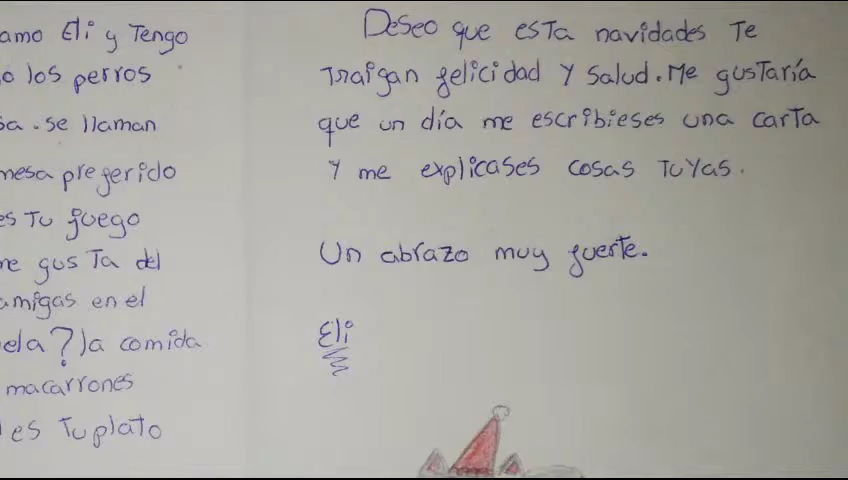 amo Eli y Tengo
los perros
se llaman
mesa preferido
es Tu juego
me gusTa del
amigas en el
ela? la comida
macarrones
es Tu plato
Deseo que esTa navidades Te
Traigan felicidad Y salud. Me gusTaría
que un día me escribieses una carTa
Y me explicases cosas TuYas.
Un abrazo muy fuerte.
Eli